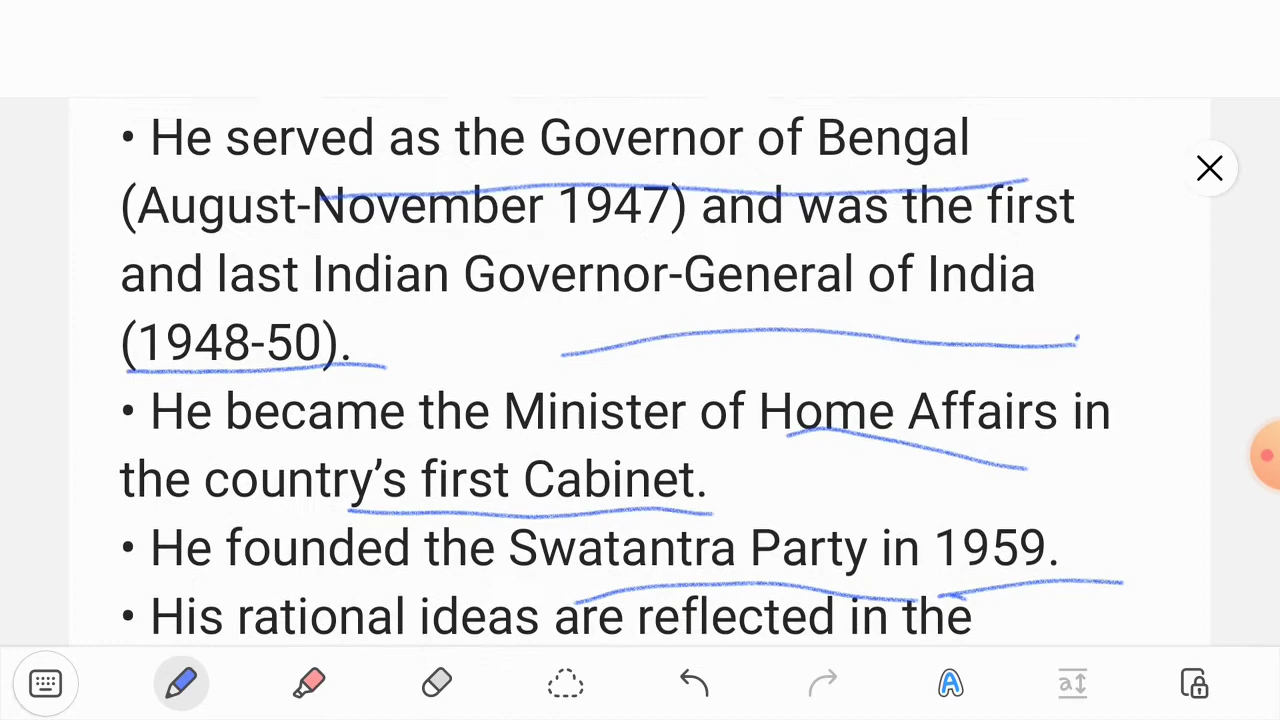 • He served as the Governor of Bengal
(August-November 1947) and was the first
and last Indian Governor-General of India
(1948-50).
• He became the Minister of Home Affairs in
the country’s first Cabinet.
• He founded the Swatantra Party in 1959.
• His rational ideas are reflected in the
A a